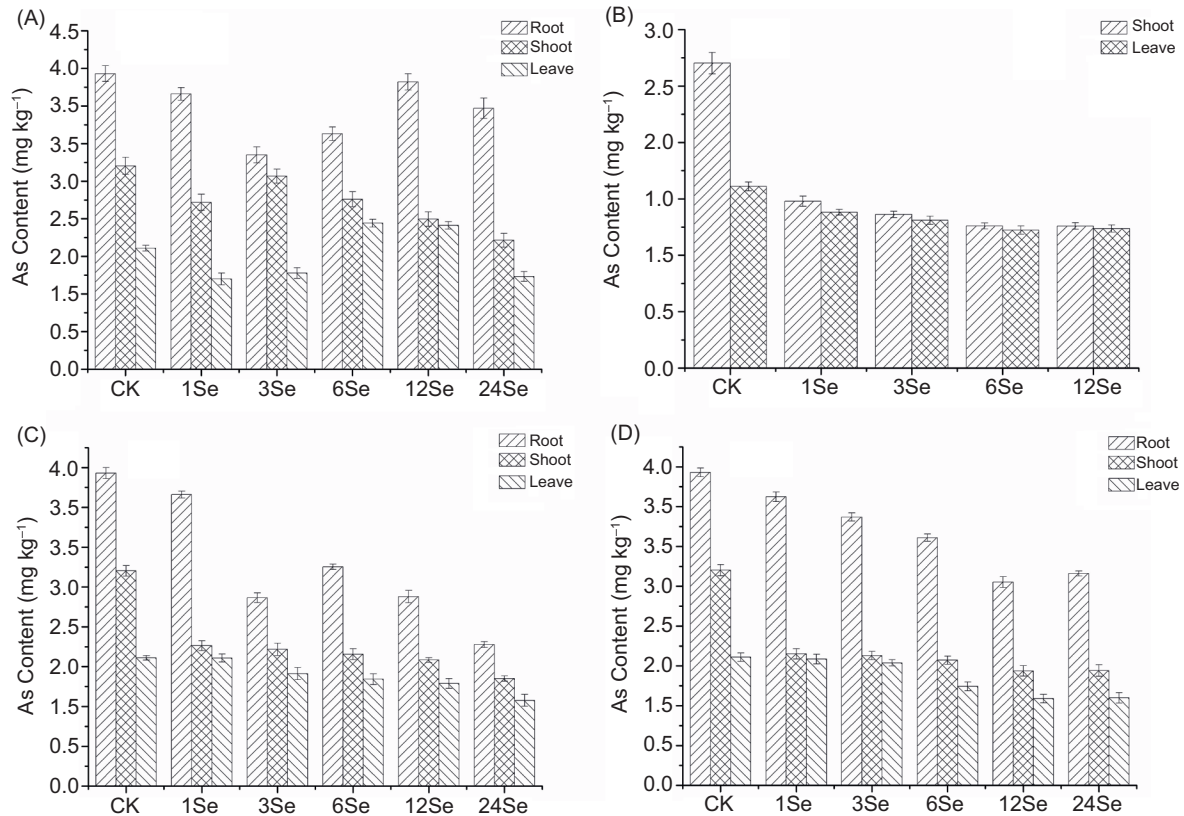 (A)
Root
Shoot
Leave
As Content (mg kg⁻¹)
4.5
4.0
3.5
3.5
3.0
2.5
2.0
1.5
0.5
0.0
CK 1Se 3Se 6Se 12Se 24Se
(B)
Shoot
Leave
As Content (mg kg⁻¹)
3.0
2.5
2.0
1.0
1.5
0.5
0.0
CK 1Se 3Se 6Se 12Se
(C)
Root
Shoot
Leave
As Content (mg kg⁻¹)
4.0
3.5
3.5
3.0
2.5
2.0
1.5
0.5
0.0
CK 1Se 3Se 6Se 12Se 24Se
(D)
Root
Shoot
Leave
As Content (mg kg⁻¹)
4.0
3.5
3.5
3.0
2.5
2.0
1.5
0.5
0.0
CK 1Se 3Se 6Se 12Se 24Se